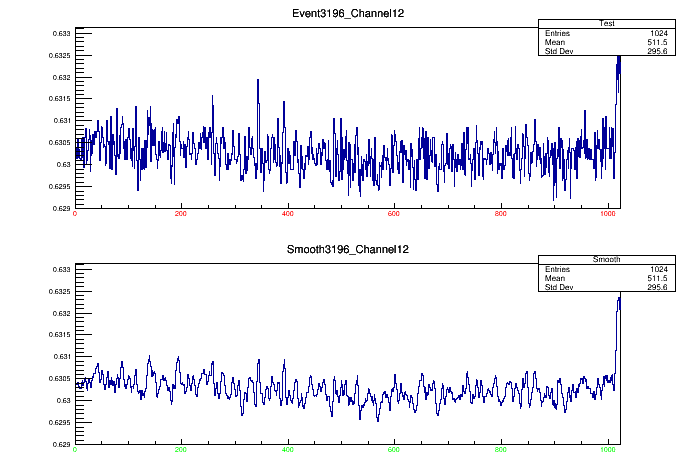 Event3196_Channel12
Test
Entries 1024
Mean 511.5
Std Dev 295.6
0.633
0.6325
0.632
0.6315
0.631
0.6305
0.63
0.6295
0.629
0 200 400 600 800 1000
Smooth3196_Channel12
Smooth
Entries 1024
Mean 511.5
Std Dev 295.6
0.633
0.6325
0.632
0.6315
0.631
0.6305
0.63
0.6295
0.629
0 200 400 600 800 1000